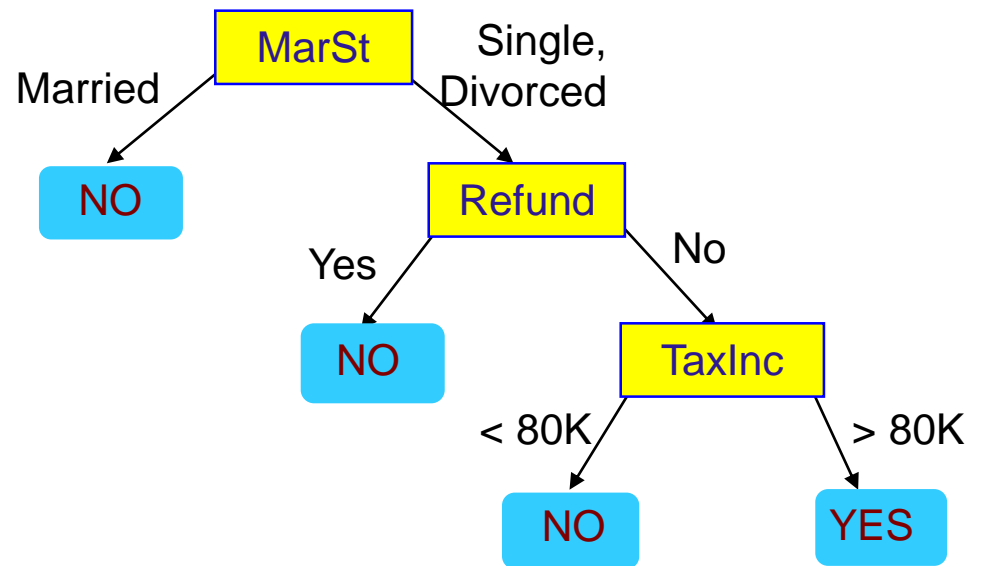 MarSt
Single,
Divorced
Married
NO
Refund
Yes
No
NO
TaxInc
< 80K
> 80K
NO
YES